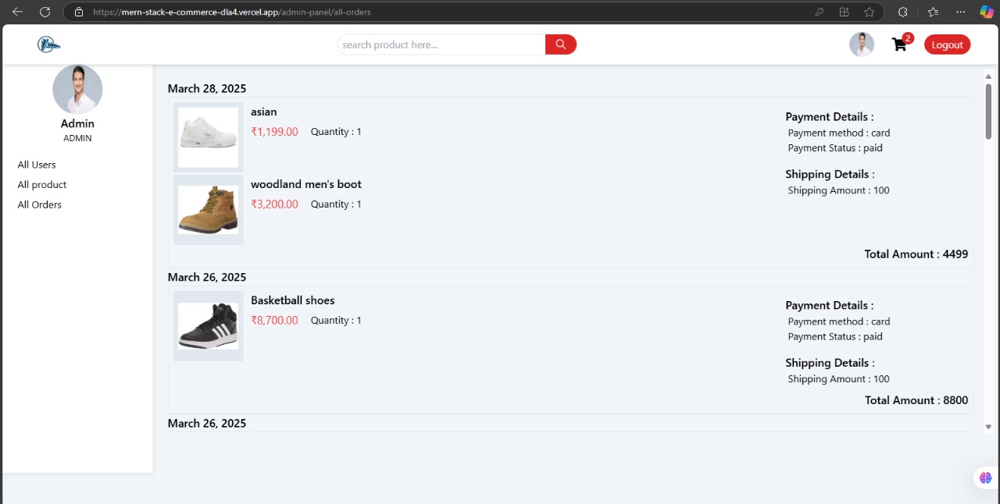 https://mern-stack-e-commerce-dla4.vercel.app/admin-panel/all-orders
search product here...
2
Logout
Admin
ADMIN
All Users
All product
All Orders
March 28, 2025
asian
₹1,199.00 Quantity : 1
woodland men's boot
₹3,200.00 Quantity : 1
Payment Details :
Payment method : card
Payment Status : paid
Shipping Details :
Shipping Amount : 100
Total Amount : 4499
March 26, 2025
Basketball shoes
₹8,700.00 Quantity : 1
Payment Details :
Payment method : card
Payment Status : paid
Shipping Details :
Shipping Amount : 100
Total Amount : 8800
March 26, 2025